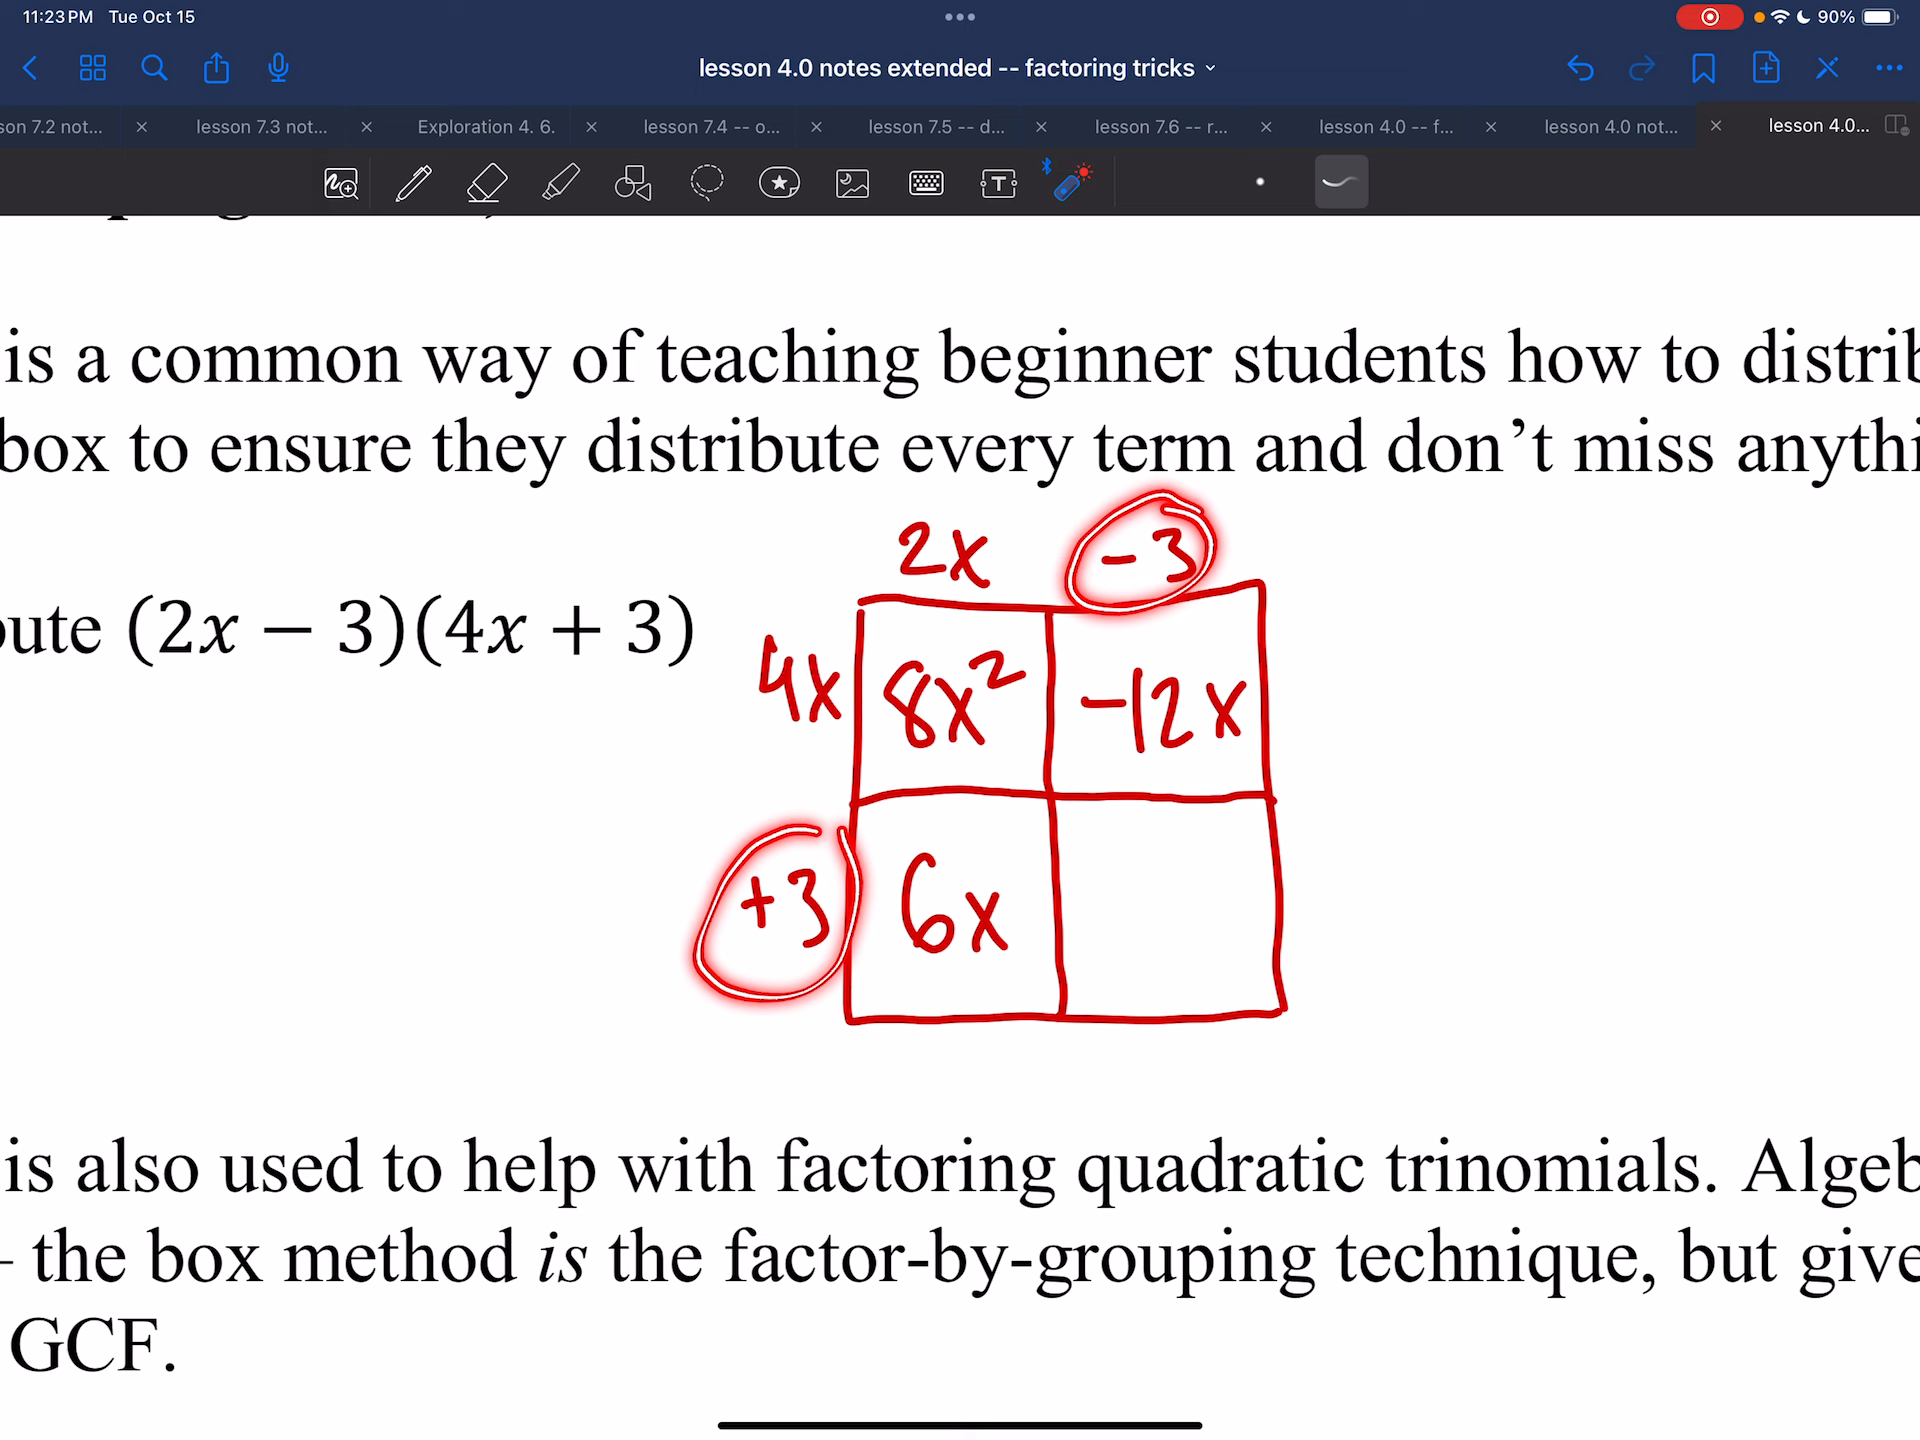 11:23 PM Tue Oct 15 90%
lesson 4.0 notes extended -- factoring tricks
son 7.2 not... lesson 7.3 not... Exploration 4. 6. lesson 7.4 -- o... lesson 7.5 -- d... lesson 7.6 -- r... lesson 4.0 -- f... lesson 4.0 not... lesson 4.0...
is a common way of teaching beginner students how to distrib
box to ensure they distribute every term and don’t miss anythi
2x -3
ute (2x − 3)(4x + 3)
4x 8x² -12x
+3 6x
is also used to help with factoring quadratic trinomials. Algeb
- the box method is the factor-by-grouping technique, but give
GCF.